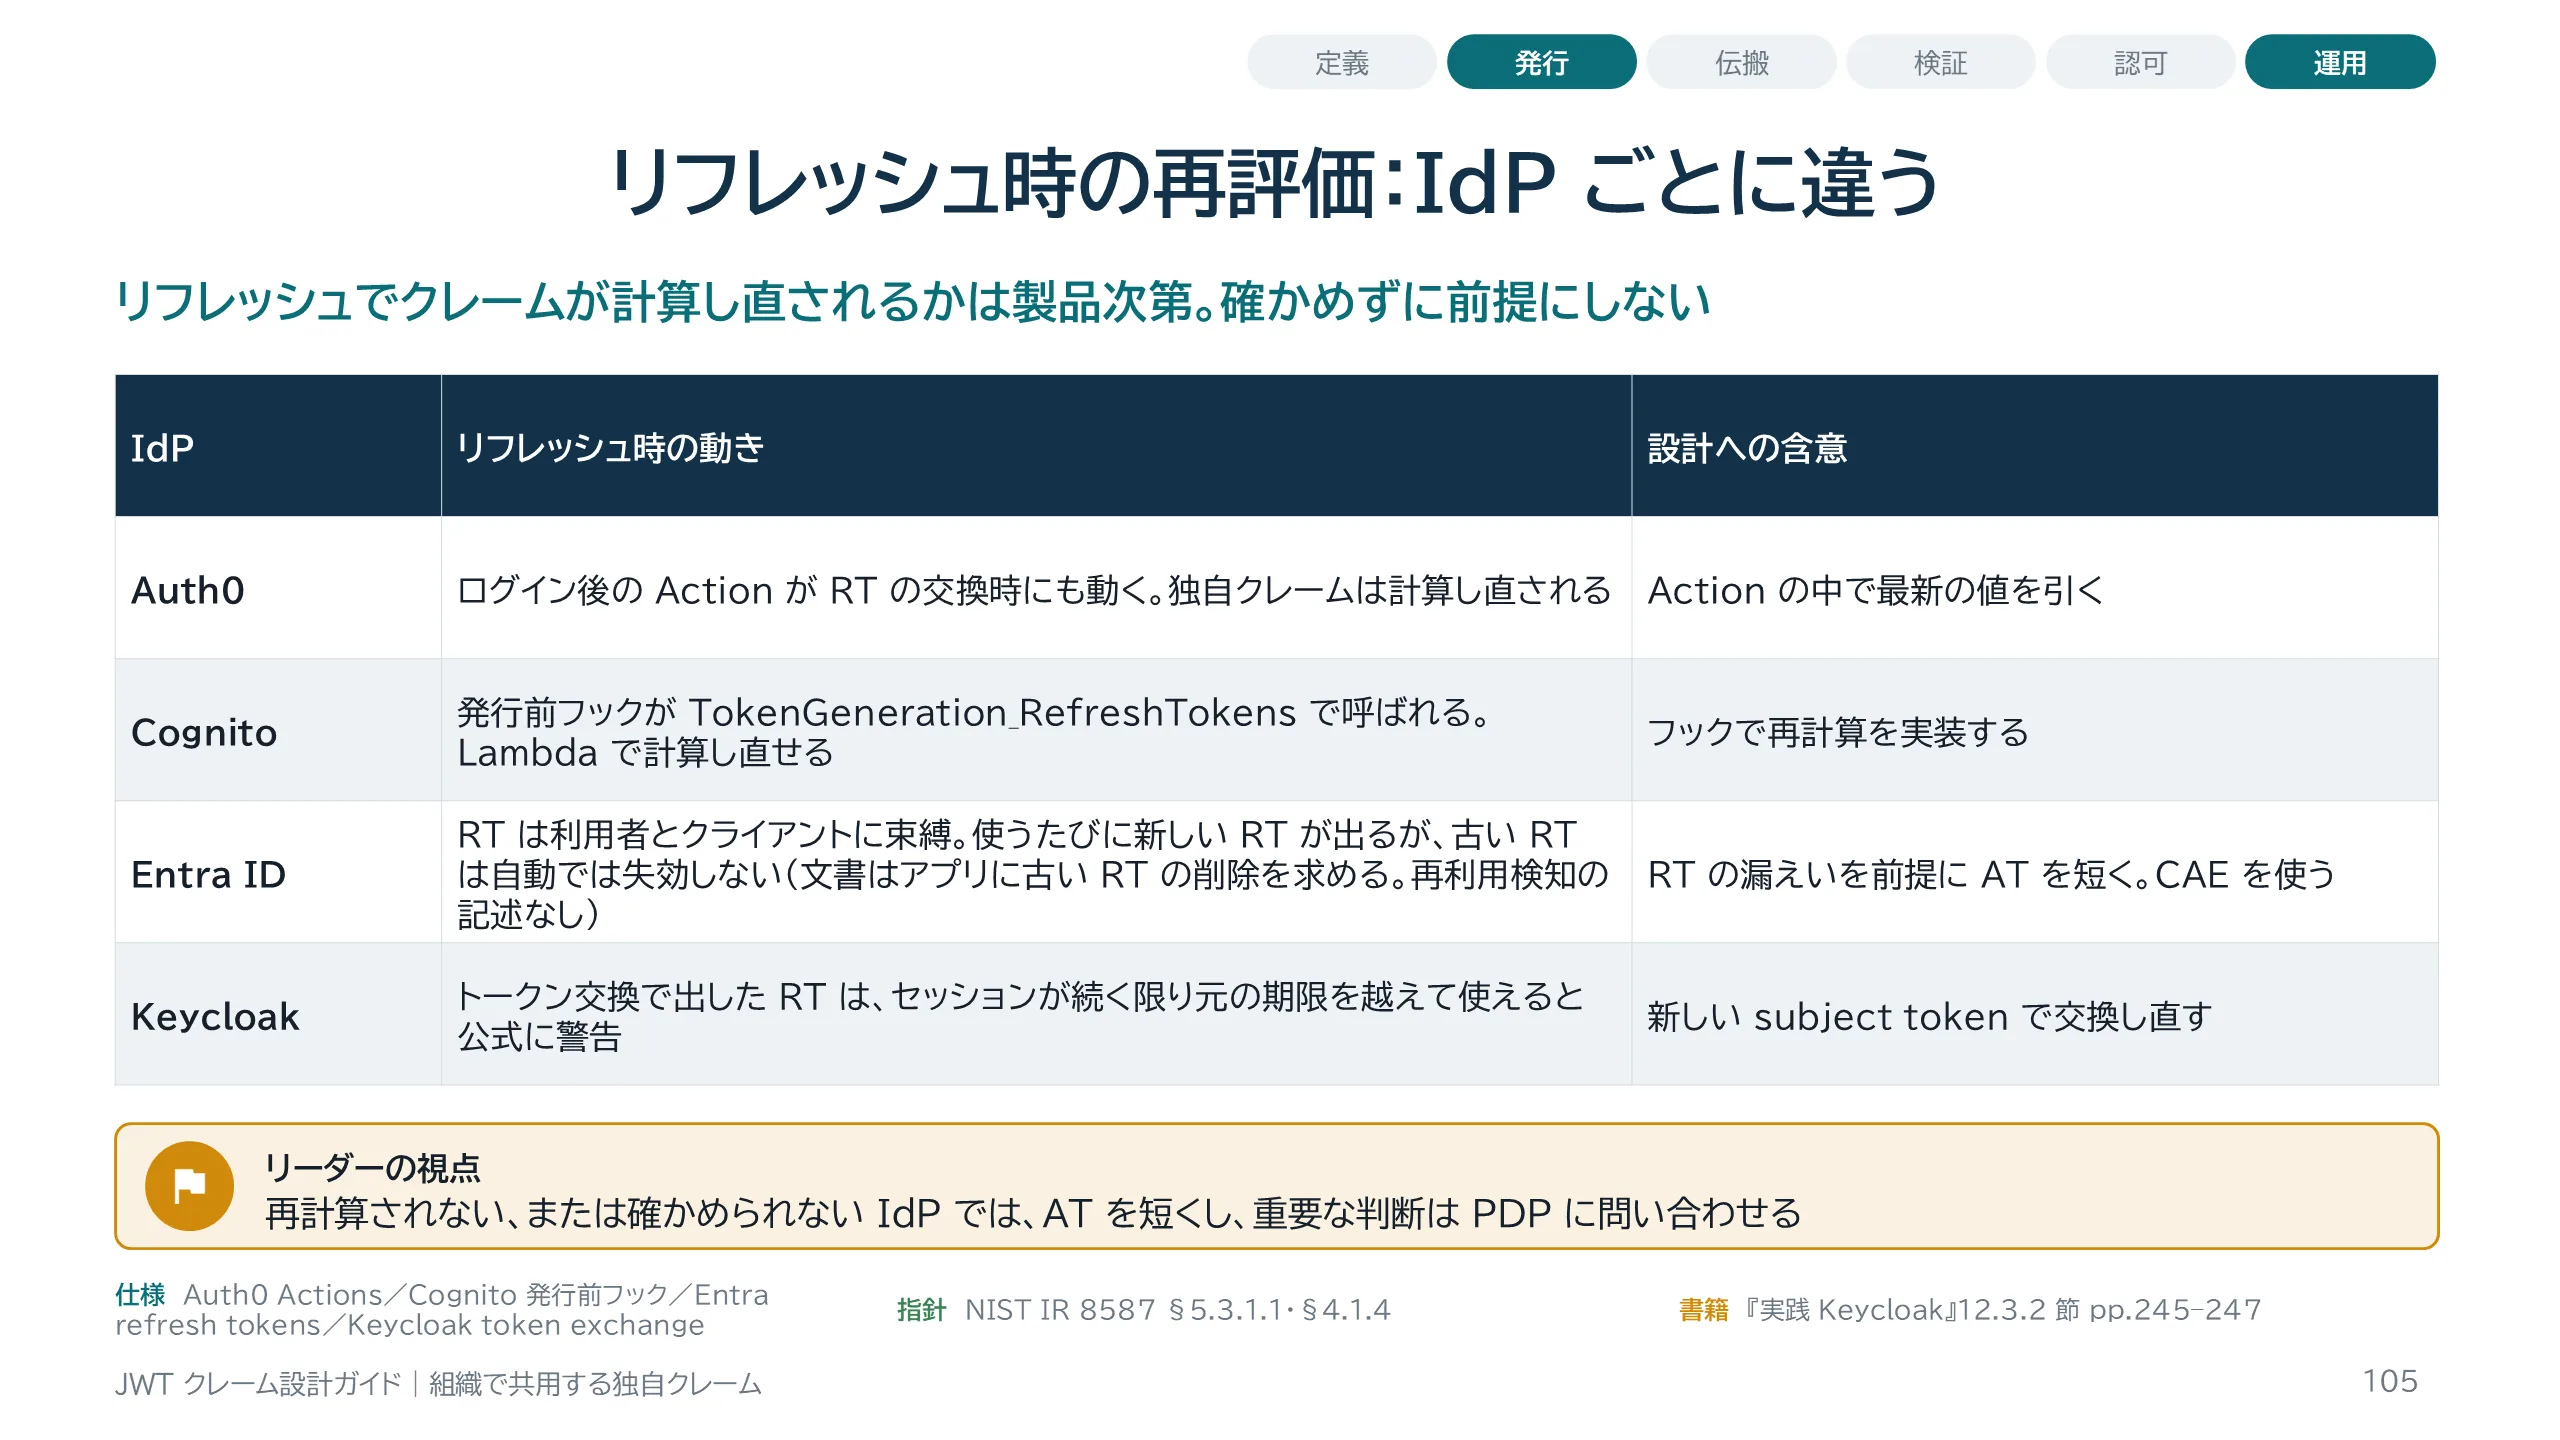 定義
発行
伝搬
検証
認可
運用
リフレッシュ時の再評価：IdP ごとに違う
リフレッシュでクレームが計算し直されるかは製品次第。確かめずに前提にしない
IdP
リフレッシュ時の動き
設計への含意
Auth0
ログイン後の Action が RT の交換時にも動く。独自クレームは計算し直される
Action の中で最新の値を引く
Cognito
発行前フックが TokenGeneration_RefreshTokens で呼ばれる。
Lambda で計算し直せる
フックで再計算を実装する
Entra ID
RT は利用者とクライアントに束縛。使うたびに新しい RT が出るが、古い RT
は自動では失効しない（文書はアプリに古い RT の削除を求める。再利用検知の
記述なし）
RT の漏えいを前提に AT を短く。CAE を使う
Keycloak
トークン交換で出した RT は、セッションが続く限り元の期限を越えて使えると
公式に警告
新しい subject token で交換し直す
リーダーの視点
再計算されない、または確かめられない IdP では、AT を短くし、重要な判断は PDP に問い合わせる
仕様 Auth0 Actions／Cognito 発行前フック／Entra
refresh tokens／Keycloak token exchange
指針 NIST IR 8587 §5.3.1.1・§4.1.4
書籍 『実践 Keycloak』12.3.2 節 pp.245–247
JWT クレーム設計ガイド｜組織で共用する独自クレーム
105